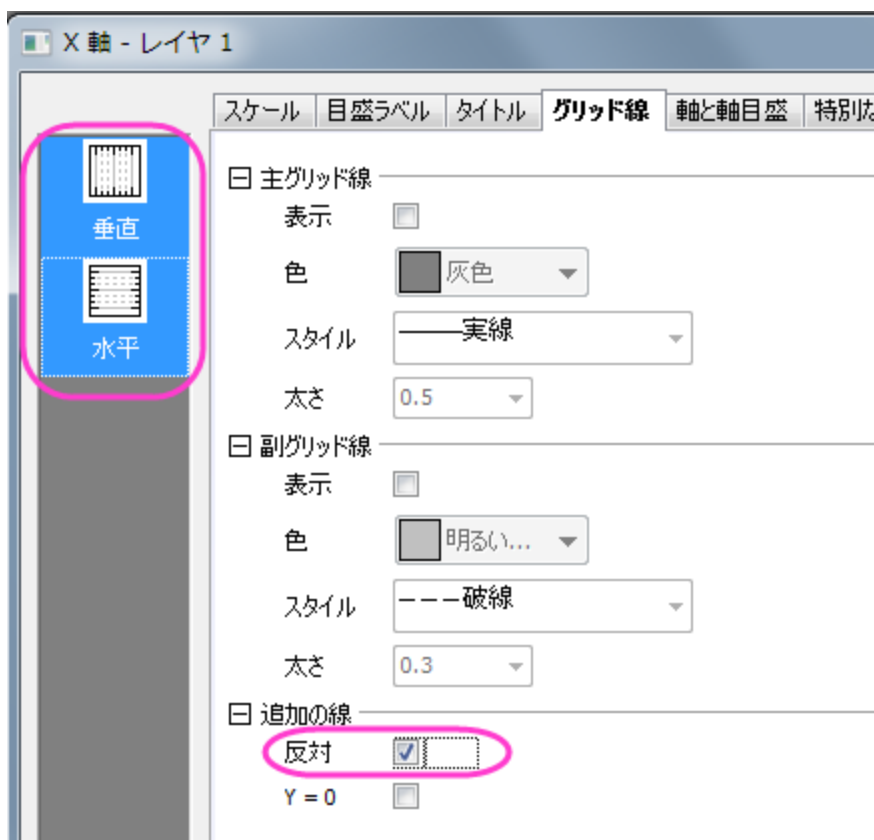 X 軸 - レイヤ 1
スケール 目盛ラベル タイトル グリッド線 軸と軸目盛 特別な
垂直
水平
主グリッド線
表示
色 灰色
スタイル 実線
太さ 0.5
副グリッド線
表示
色 明るい...
スタイル 破線
太さ 0.3
追加の線
反対
Y = 0